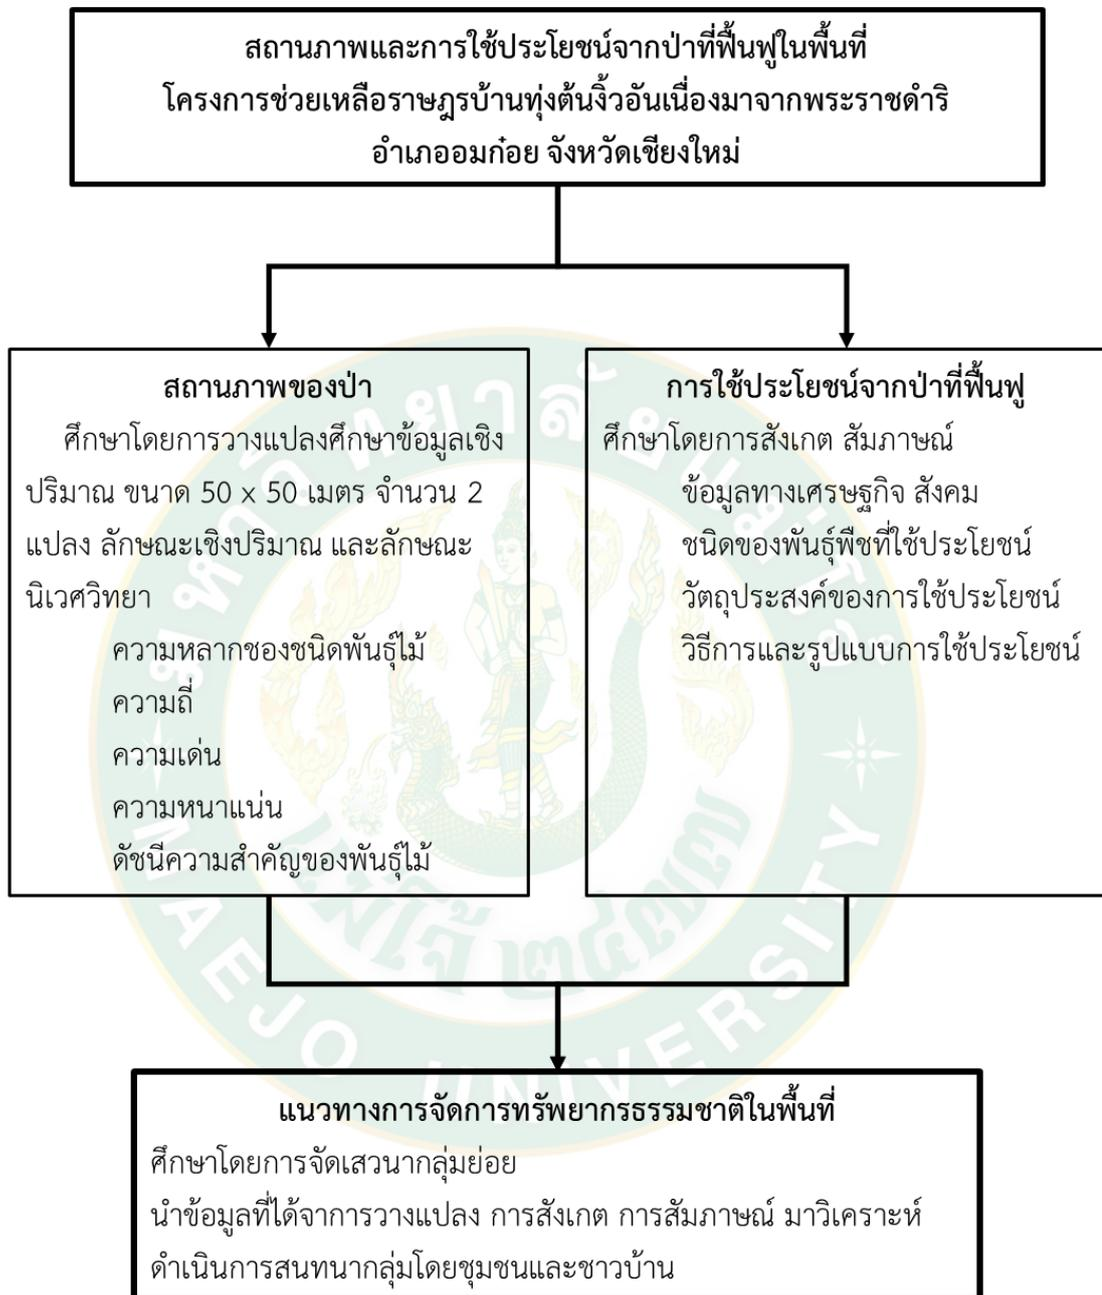 สถานภาพและการใช้ประโยชน์จากป่าที่ฟื้นฟูในพื้นที่
โครงการช่วยเหลือราษฎรบ้านทุ่งต้นงิ้วอันเนื่องมาจากพระราชดำริ
อำเภออมก๋อย จังหวัดเชียงใหม่
สถานภาพของป่า
ศึกษาโดยการวางแปลงศึกษาข้อมูลเชิง
ปริมาณ ขนาด 50 x 50 เมตร จำนวน 2
แปลง ลักษณะเชิงปริมาณ และลักษณะ
นิเวศวิทยา
ความหลากชองชนิดพันธุ์ไม้
ความถี่
ความเด่น
ความหนาแน่น
ดัชนีความสำคัญของพันธุ์ไม้
การใช้ประโยชน์จากป่าที่ฟื้นฟู
ศึกษาโดยการสังเกต สัมภาษณ์
ข้อมูลทางเศรษฐกิจ สังคม
ชนิดของพันธุ์พืชที่ใช้ประโยชน์
วัตถุประสงค์ของการใช้ประโยชน์
วิธีการและรูปแบบการใช้ประโยชน์
แนวทางการจัดการทรัพยากรธรรมชาติในพื้นที่
ศึกษาโดยการจัดเสวนากลุ่มย่อย
นำข้อมูลที่ได้จาการวางแปลง การสังเกต การสัมภาษณ์ มาวิเคราะห์
ดำเนินการสนทนากลุ่มโดยชุมชนและชาวบ้าน
มหาวิทยาลัยแม่โจ้
แม่โจ้ ๒๔๗๗
MAEJO UNIVERSITY